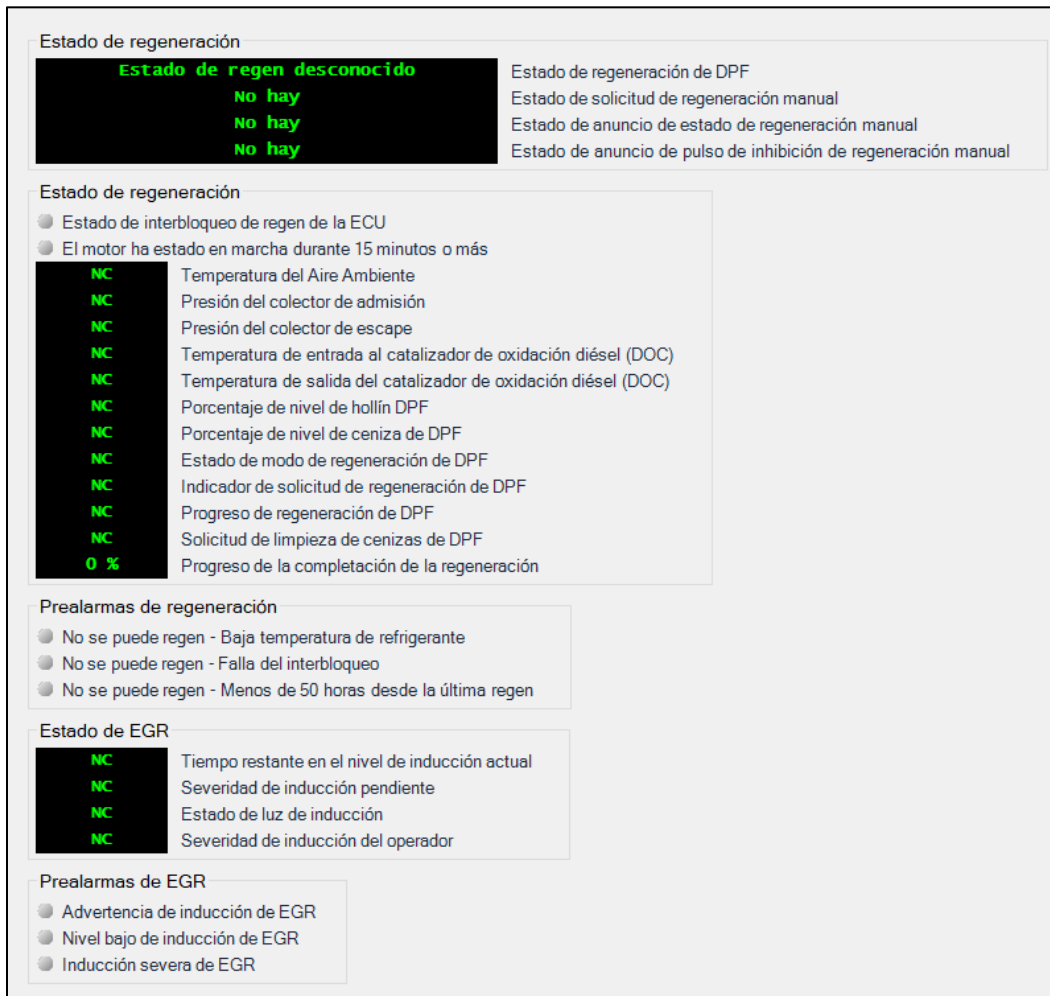 Estado de regeneración
Estado de regen desconocido Estado de regeneración de DPF
No hay Estado de solicitud de regeneración manual
No hay Estado de anuncio de estado de regeneración manual
No hay Estado de anuncio de pulso de inhibición de regeneración manual
Estado de regeneración
Estado de interbloqueo de regen de la ECU
El motor ha estado en marcha durante 15 minutos o más
NC Temperatura del Aire Ambiente
NC Presión del colector de admisión
NC Presión del colector de escape
NC Temperatura de entrada al catalizador de oxidación diésel (DOC)
NC Temperatura de salida del catalizador de oxidación diésel (DOC)
NC Porcentaje de nivel de hollín DPF
NC Porcentaje de nivel de ceniza de DPF
NC Estado de modo de regeneración de DPF
NC Indicador de solicitud de regeneración de DPF
NC Progreso de regeneración de DPF
NC Solicitud de limpieza de cenizas de DPF
0 % Progreso de la completación de la regeneración
Prealarmas de regeneración
No se puede regen - Baja temperatura de refrigerante
No se puede regen - Falla del interbloqueo
No se puede regen - Menos de 50 horas desde la última regen
Estado de EGR
NC Tiempo restante en el nivel de inducción actual
NC Severidad de inducción pendiente
NC Estado de luz de inducción
NC Severidad de inducción del operador
Prealarmas de EGR
Advertencia de inducción de EGR
Nivel bajo de inducción de EGR
Inducción severa de EGR